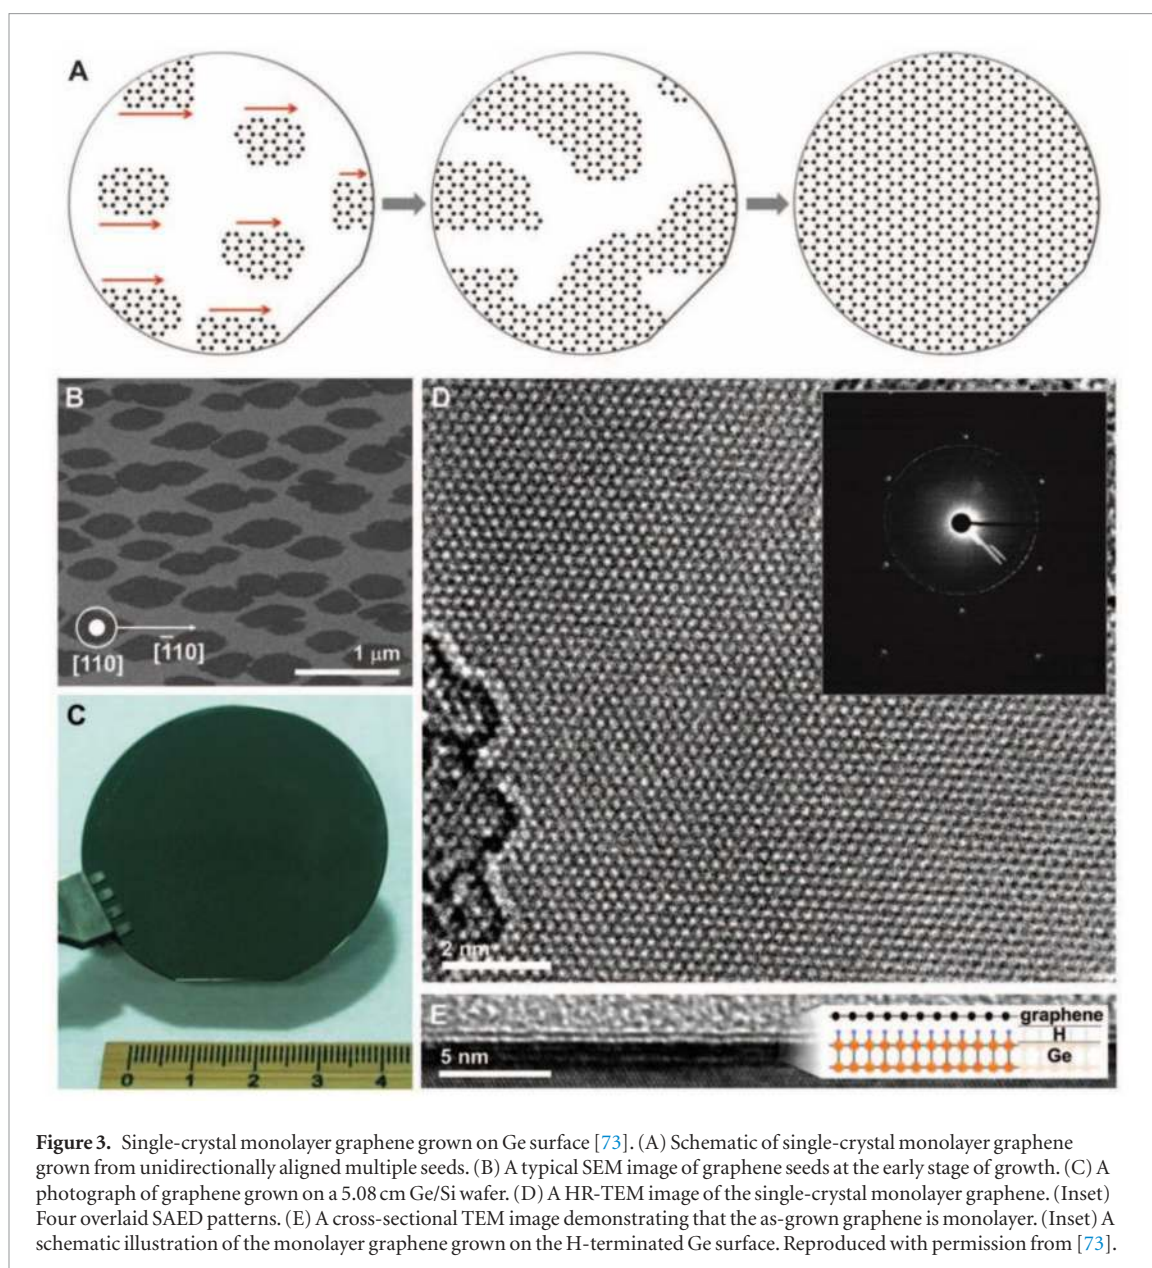 A
B
[110]
[1̄10]
1 μm
C
0 1 2 3 4
D
2 nm
E
5 nm
graphene
H
Ge
Figure 3. Single-crystal monolayer graphene grown on Ge surface [73]. (A) Schematic of single-crystal monolayer graphene
grown from unidirectionally aligned multiple seeds. (B) A typical SEM image of graphene seeds at the early stage of growth. (C) A
photograph of graphene grown on a 5.08 cm Ge/Si wafer. (D) A HR-TEM image of the single-crystal monolayer graphene. (Inset)
Four overlaid SAED patterns. (E) A cross-sectional TEM image demonstrating that the as-grown graphene is monolayer. (Inset) A
schematic illustration of the monolayer graphene grown on the H-terminated Ge surface. Reproduced with permission from [73].